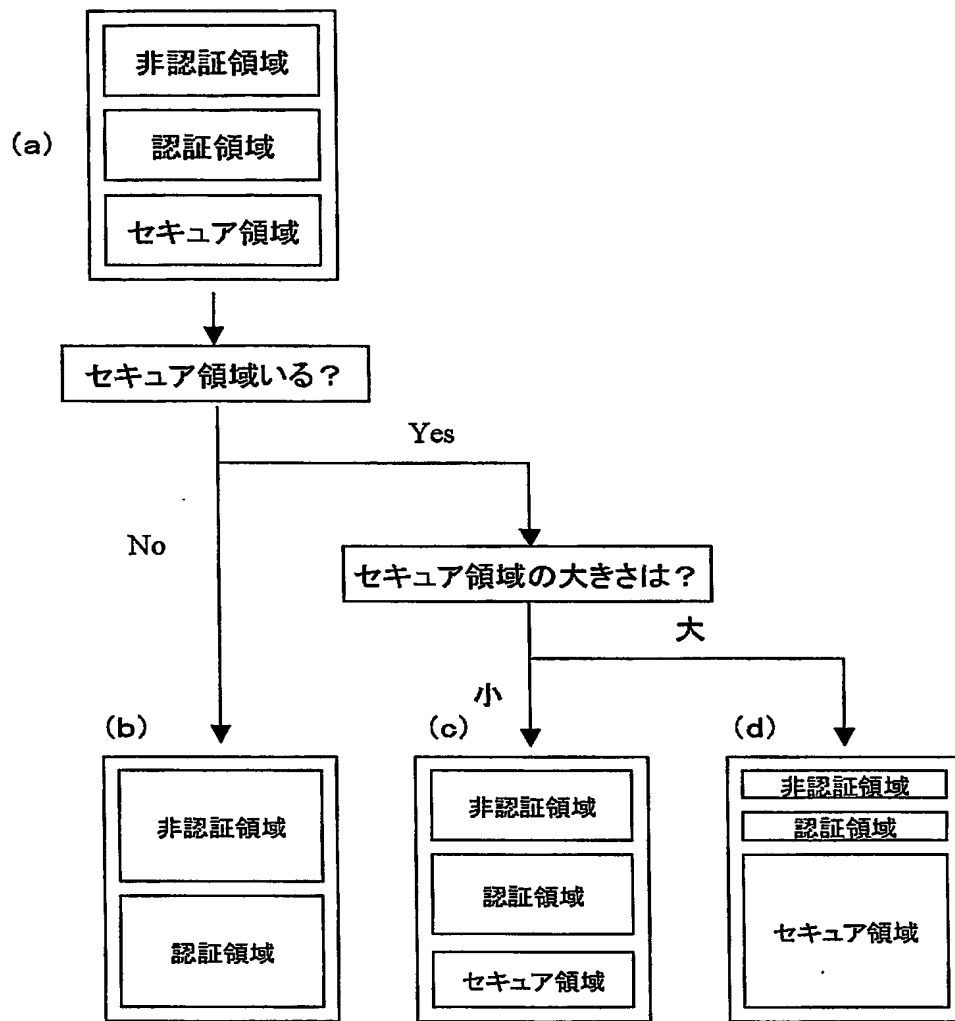 非認証領域
(a)
認証領域
セキュア領域
セキュア領域いる？
Yes
No
セキュア領域の大きさは？
大
小
(b)
(c)
(d)
非認証領域
認証領域
非認証領域
認証領域
セキュア領域
非認証領域
認証領域
セキュア領域